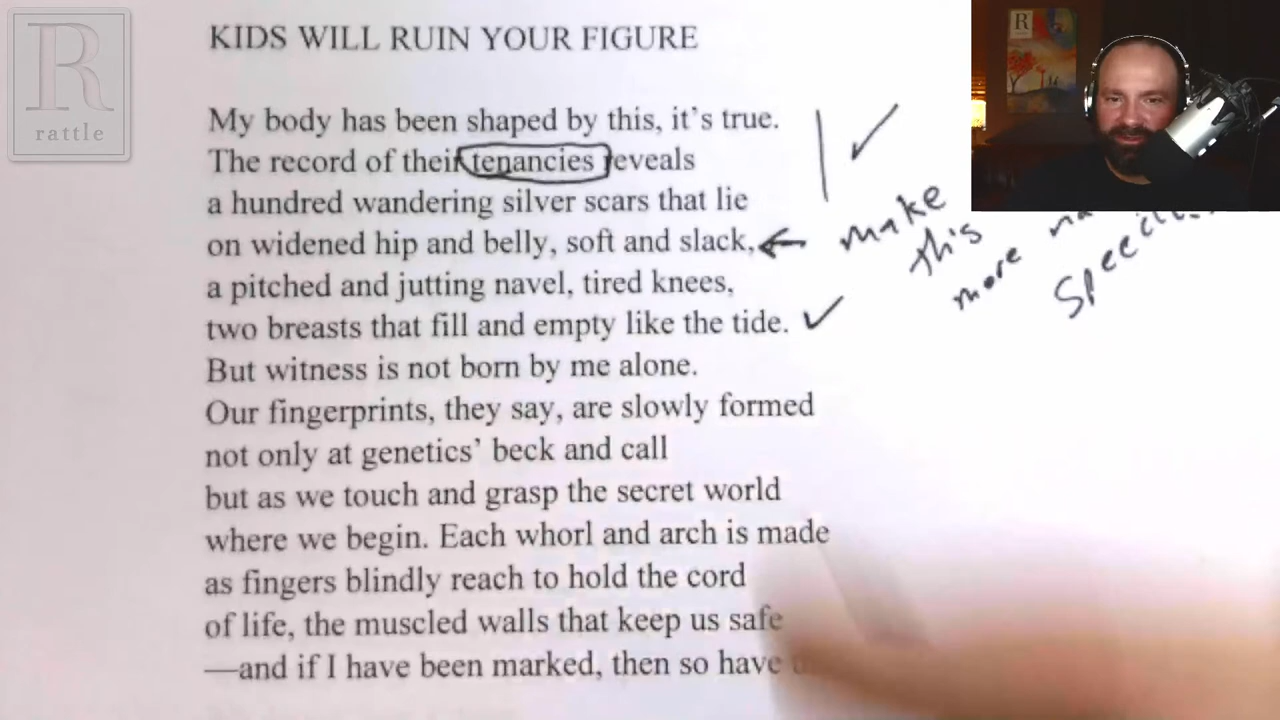 R
rattle
R
KIDS WILL RUIN YOUR FIGURE
My body has been shaped by this, it's true.
The record of their tenancies reveals
a hundred wandering silver scars that lie
on widened hip and belly, soft and slack,
a pitched and jutting navel, tired knees,
two breasts that fill and empty like the tide.
But witness is not born by me alone.
Our fingerprints, they say, are slowly formed
not only at genetics' beck and call
but as we touch and grasp the secret world
where we begin. Each whorl and arch is made
as fingers blindly reach to hold the cord
of life, the muscled walls that keep us safe
—and if I have been marked, then so have
make
this
more